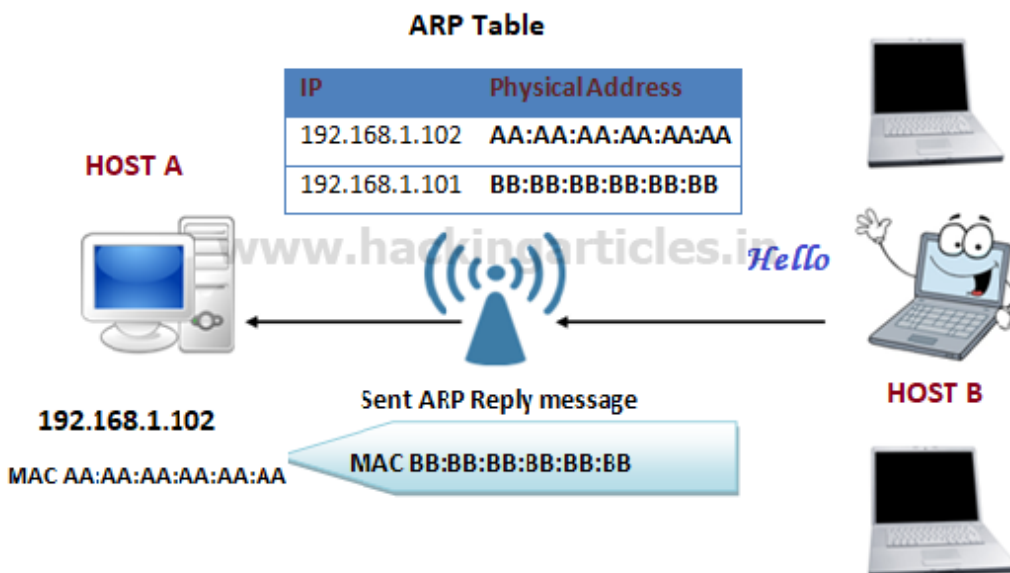 ARP Table
IP Physical Address
192.168.1.102 AA:AA:AA:AA:AA:AA
192.168.1.101 BB:BB:BB:BB:BB:BB
HOST A
www.hackingarticles.in
Hello
HOST B
Sent ARP Reply message
192.168.1.102
MAC BB:BB:BB:BB:BB:BB
MAC AA:AA:AA:AA:AA:AA